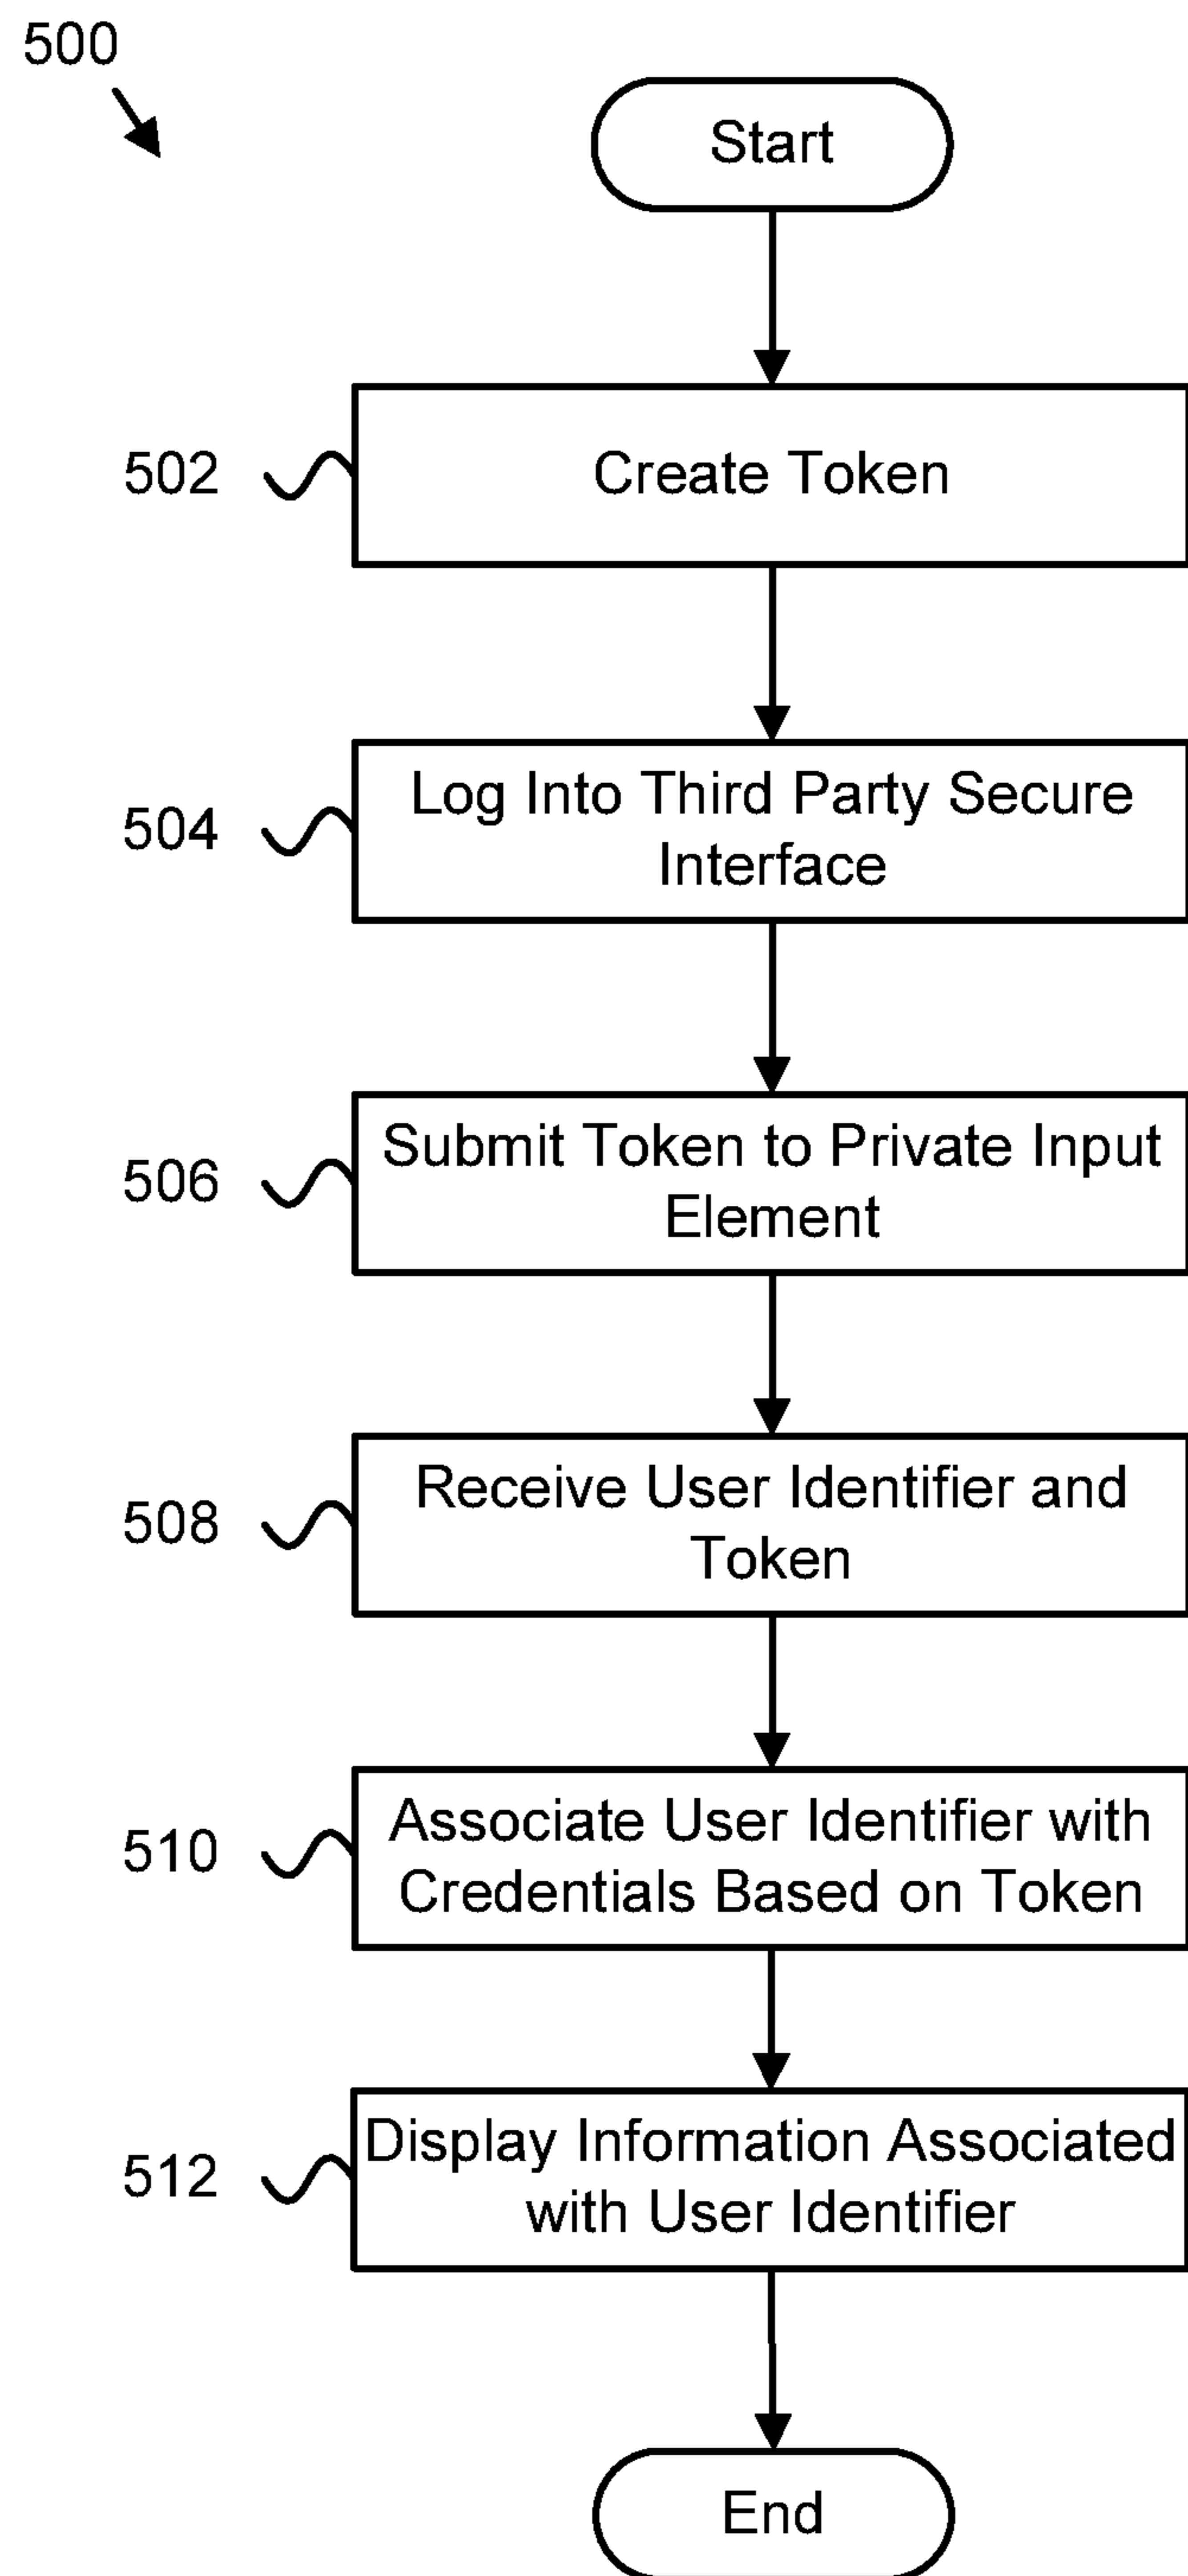 500
Start
502
Create Token
504
Log Into Third Party Secure
Interface
506
Submit Token to Private Input
Element
508
Receive User Identifier and
Token
510
Associate User Identifier with
Credentials Based on Token
512
Display Information Associated
with User Identifier
End